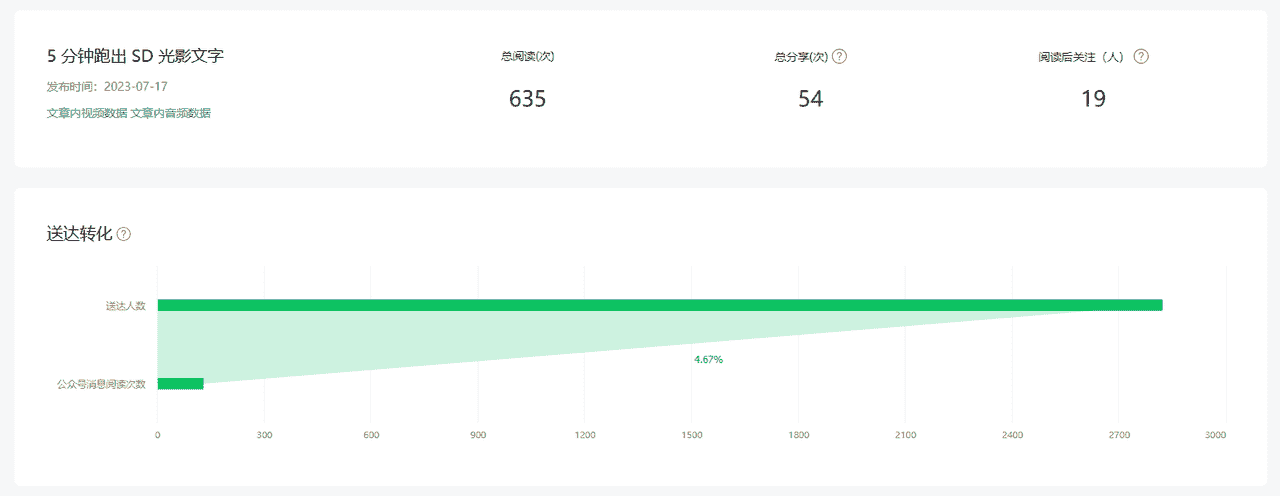 5 分钟跑出 SD 光影文字
发布时间：2023-07-17
文章内视频数据 文章内音频数据
总阅读(次)
635
总分享(次) ?
54
阅读后关注（人） ?
19
送达转化 ?
送达人数
4.67%
公众号消息阅读次数
0 300 600 900 1200 1500 1800 2100 2400 2700 3000